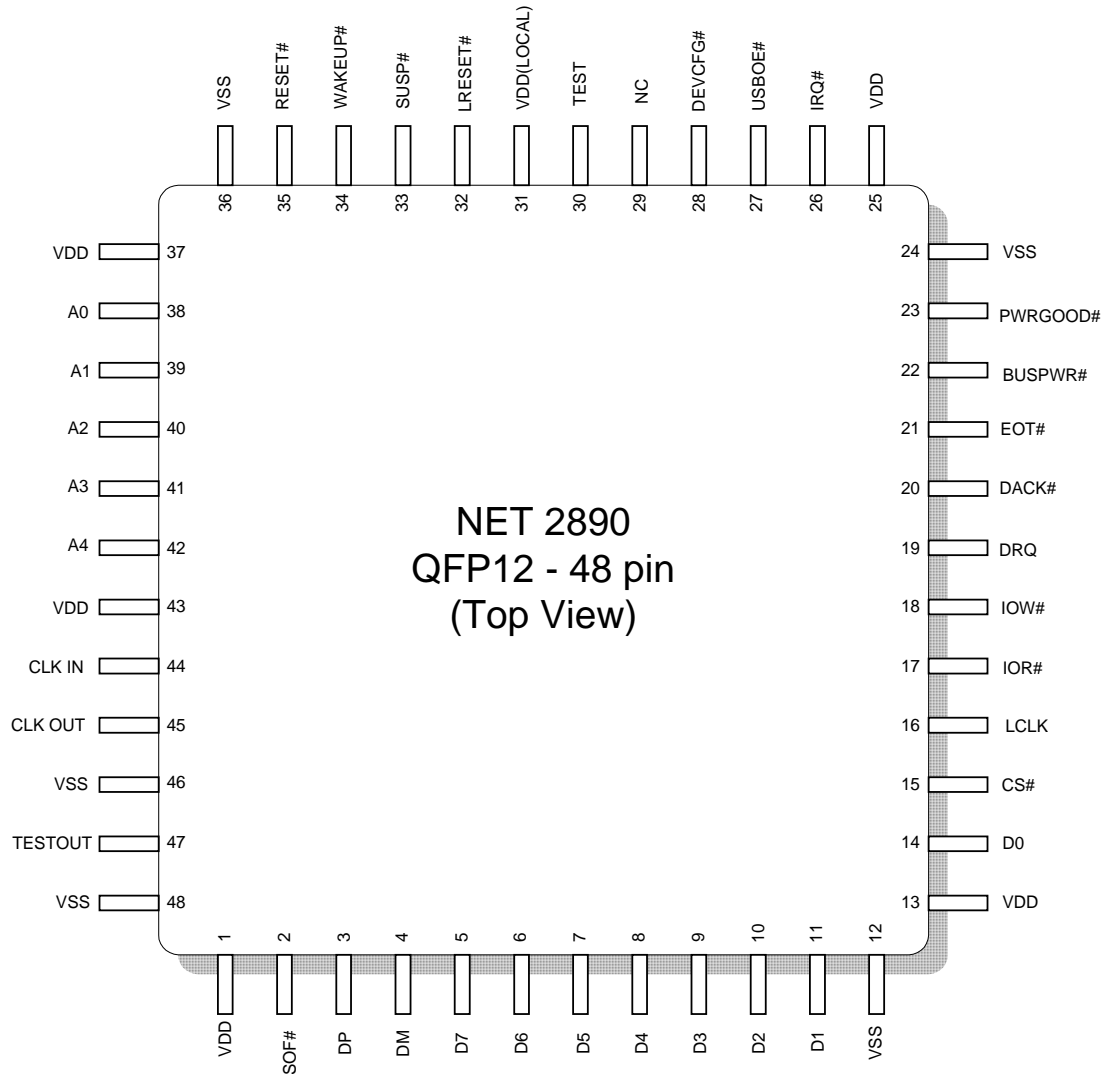 VSS
RESET#
WAKEUP#
SUSP#
LRESET#
VDD(LOCAL)
TEST
NC
DEVCFG#
USBOE#
IRQ#
VDD
36
35
34
33
32
31
30
29
28
27
26
25
VDD 37
A0 38
A1 39
A2 40
A3 41
A4 42
VDD 43
CLK IN 44
CLK OUT 45
VSS 46
TESTOUT 47
VSS 48
NET 2890
QFP12 - 48 pin
(Top View)
24 VSS
23 PWRGOOD#
22 BUSPWR#
21 EOT#
20 DACK#
19 DRQ
18 IOW#
17 IOR#
16 LCLK
15 CS#
14 D0
13 VDD
1
2
3
4
5
6
7
8
9
10
11
12
VDD
SOF#
DP
DM
D7
D6
D5
D4
D3
D2
D1
VSS